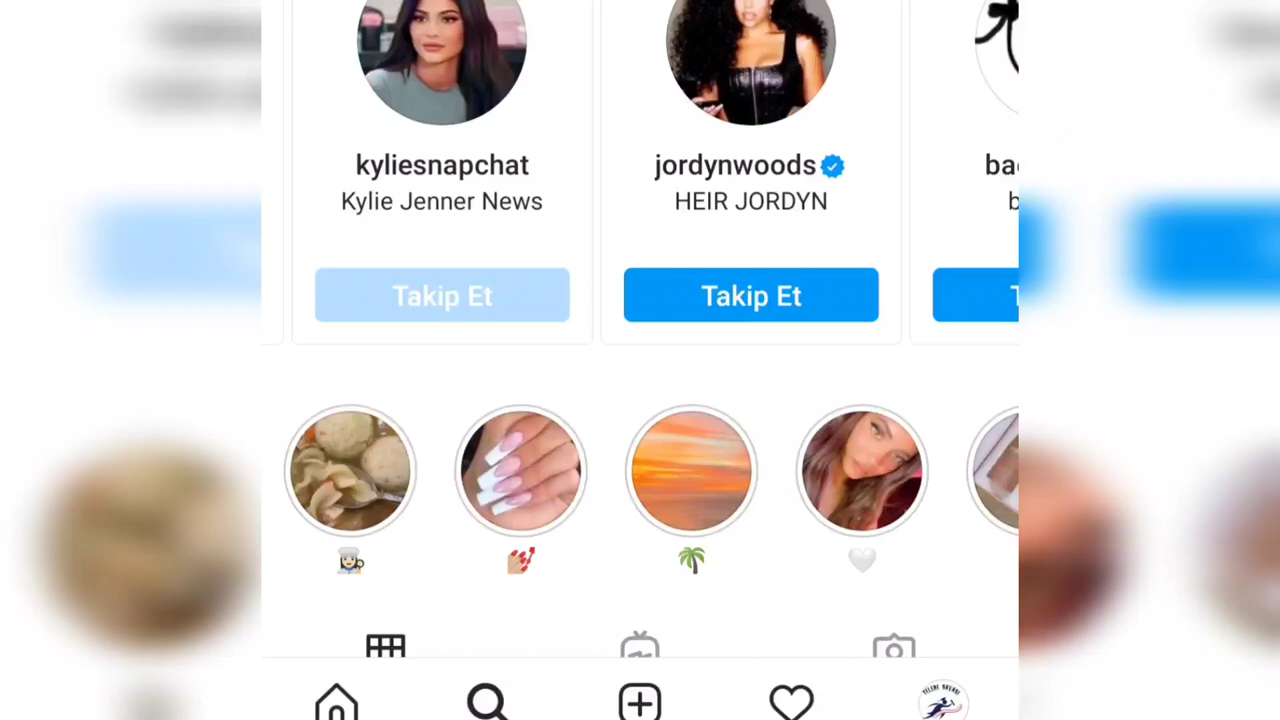 kyliesnapchat
Kylie Jenner News
Takip Et
jordynwoods
HEIR JORDYN
Takip Et